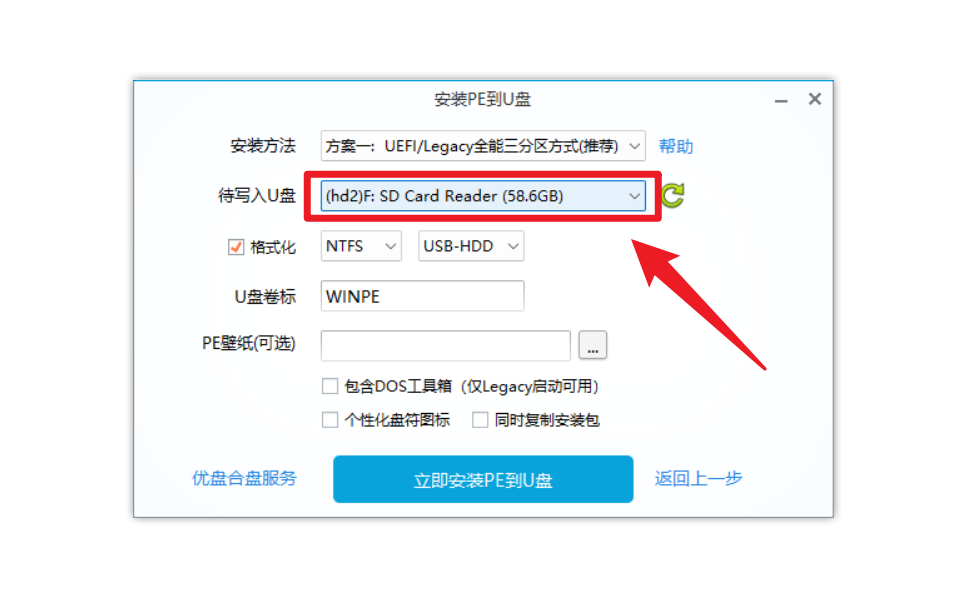 安装PE到U盘
安装方法 方案一：UEFI/Legacy全能三分区方式(推荐) 帮助
待写入U盘 (hd2)F: SD Card Reader (58.6GB)
格式化 NTFS USB-HDD
U盘卷标 WINPE
PE壁纸(可选) ...
包含DOS工具箱（仅Legacy启动可用）
个性化盘符图标 同时复制安装包
优盘合盘服务 立即安装PE到U盘 返回上一步